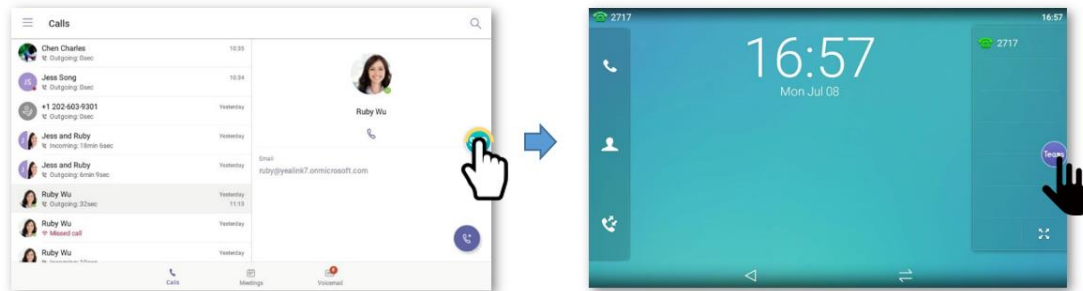 Calls
Chen Charles
10:35
Outgoing: 0sec
JS
Jess Song
10:34
Outgoing: 0sec
+1 202-603-9301
Yesterday
Outgoing: 0sec
Jess and Ruby
Yesterday
Incoming: 18min 6sec
Jess and Ruby
Yesterday
Outgoing: 6min 9sec
Ruby Wu
Yesterday
Outgoing: 32sec
11:13
Ruby Wu
Yesterday
Missed call
Ruby Wu
Yesterday
Ruby Wu
Email
ruby@yealink7.onmicrosoft.com
Calls
Meetings
Voicemail
2717
16:57
16:57
Mon Jul 08
2717
Teams